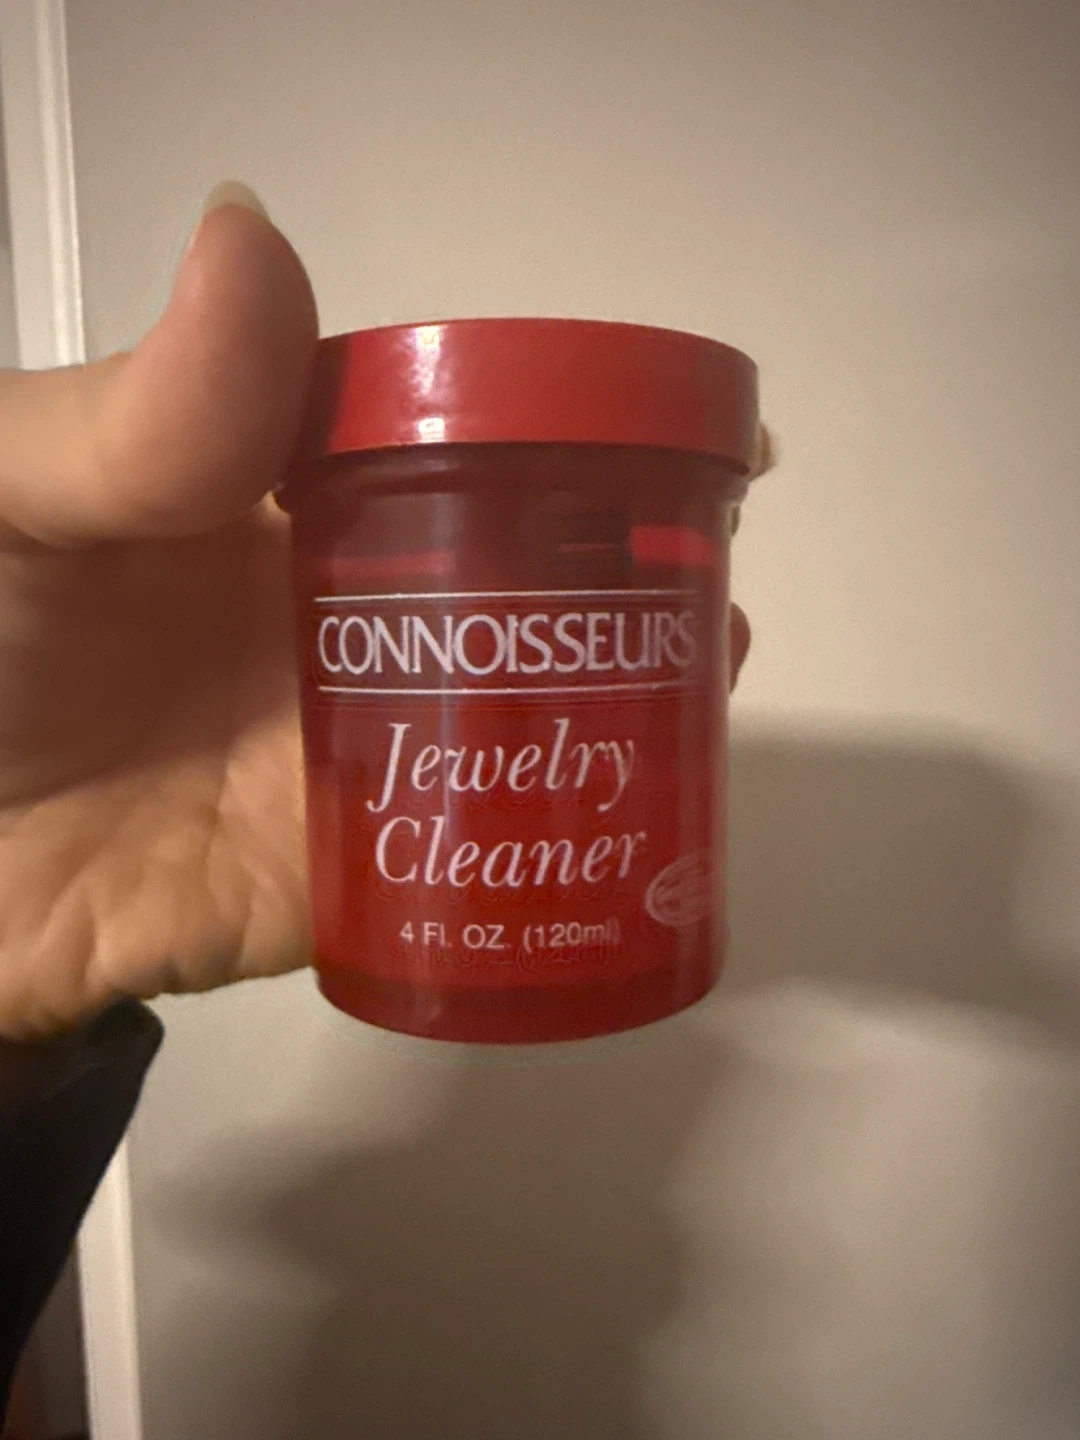 CONNOISSEURS
Jewelry
Cleaner
4 Fl. OZ. (120ml)